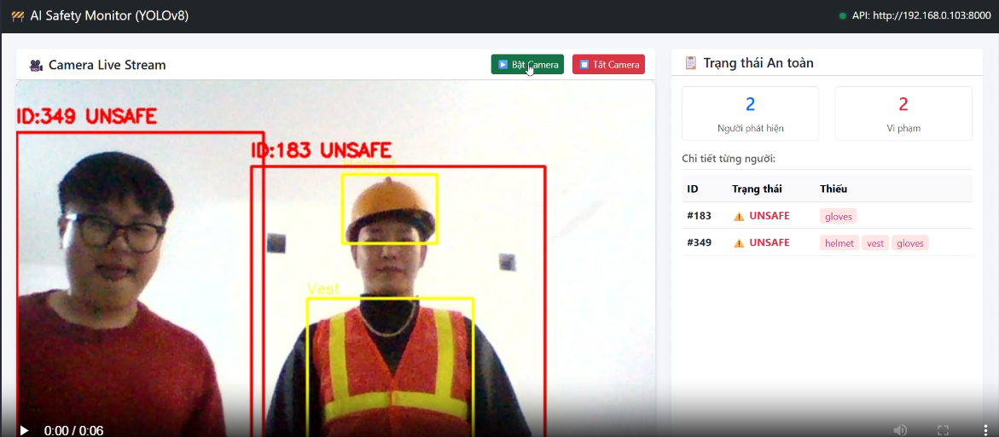 AI Safety Monitor (YOLOv8)
API: http://192.168.0.103:8000
Camera Live Stream
Bật Camera
Tắt Camera
ID:349 UNSAFE
ID:183 UNSAFE
Helmet
Vest
0:00 / 0:06
Trạng thái An toàn
2
Người phát hiện
2
Vi phạm
Chi tiết từng người:
ID Trạng thái Thiếu
#183 UNSAFE gloves
#349 UNSAFE helmet vest gloves